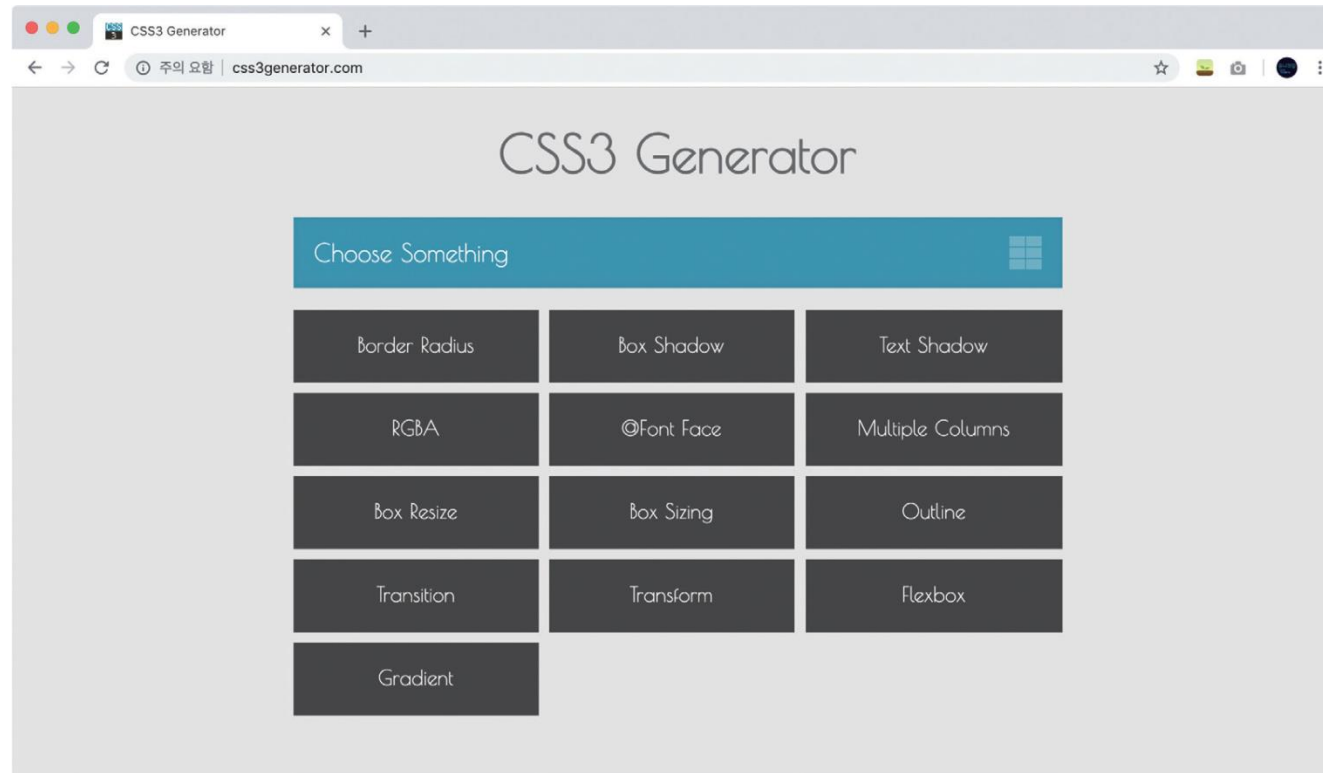 CSS3 Generator
주의 요함 css3generator.com
CSS3 Generator
Choose Something
Border Radius Box Shadow Text Shadow
RGBA @Font Face Multiple Columns
Box Resize Box Sizing Outline
Transition Transform Flexbox
Gradient